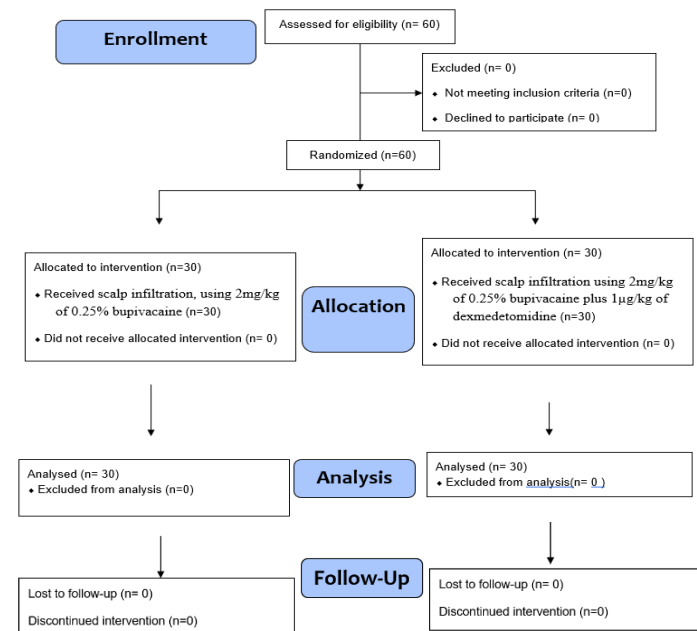 Assessed for eligibility (n= 60)
Enrollment
Excluded (n= 0)
⬥ Not meeting inclusion criteria (n=0)
⬥ Declined to participate (n= 0)
Randomized (n=60)
Allocated to intervention (n=30)
⬥ Received scalp infiltration, using 2mg/kg
of 0.25% bupivacaine (n=30)
⬥ Did not receive allocated intervention (n= 0)
Allocation
Allocated to intervention (n= 30)
⬥ Received scalp infiltration using 2mg/kg
of 0.25% bupivacaine plus 1µg/kg of
dexmedetomidine (n=30)
⬥ Did not receive allocated intervention (n= 0)
Analysed (n= 30)
⬥ Excluded from analysis (n=0)
Analysis
Analysed (n= 30)
⬥ Excluded from analysis(n= 0 )
Lost to follow-up (n= 0)
Discontinued intervention (n=0)
Follow-Up
Lost to follow-up (n= 0)
Discontinued intervention (n=0)